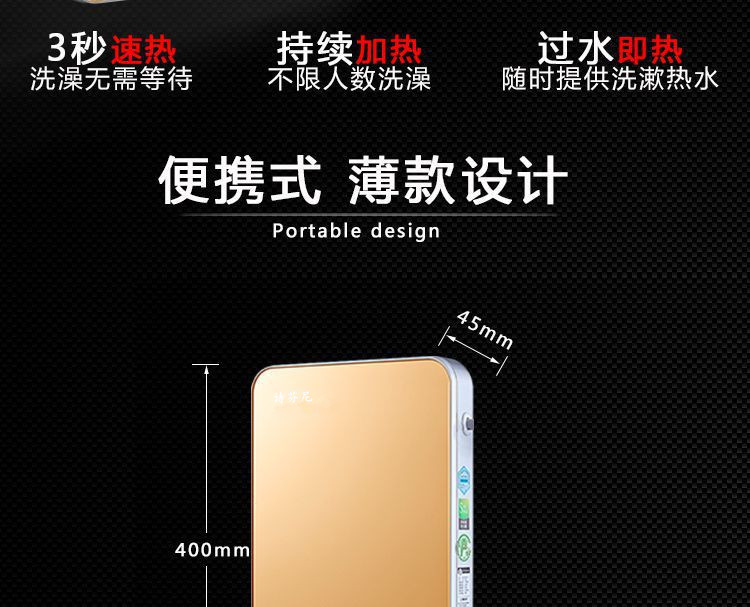 3秒速热 持续加热 过水即热
洗澡无需等待 不限人数洗澡 随时提供洗漱热水
便携式 薄款设计
Portable design
45mm
400mm